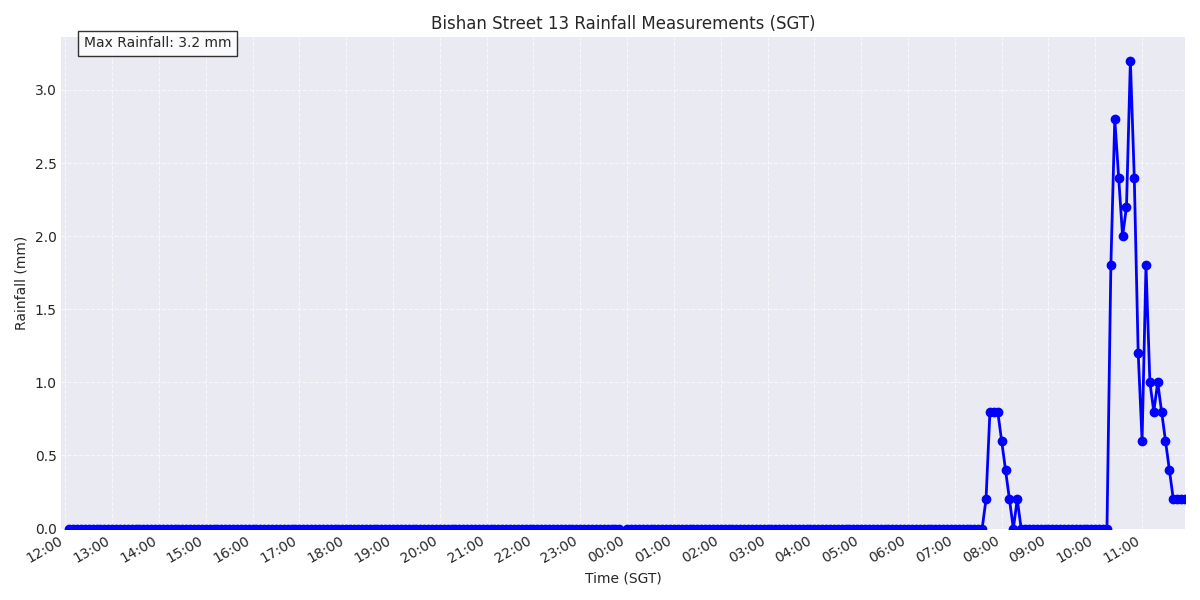 Bishan Street 13 Rainfall Measurements (SGT)
Max Rainfall: 3.2 mm
Rainfall (mm)
3.0
2.5
2.0
1.5
1.0
0.5
0.0
12:00 13:00 14:00 15:00 16:00 17:00 18:00 19:00 20:00 21:00 22:00 23:00 00:00 01:00 02:00 03:00 04:00 05:00 06:00 07:00 08:00 09:00 10:00 11:00
Time (SGT)